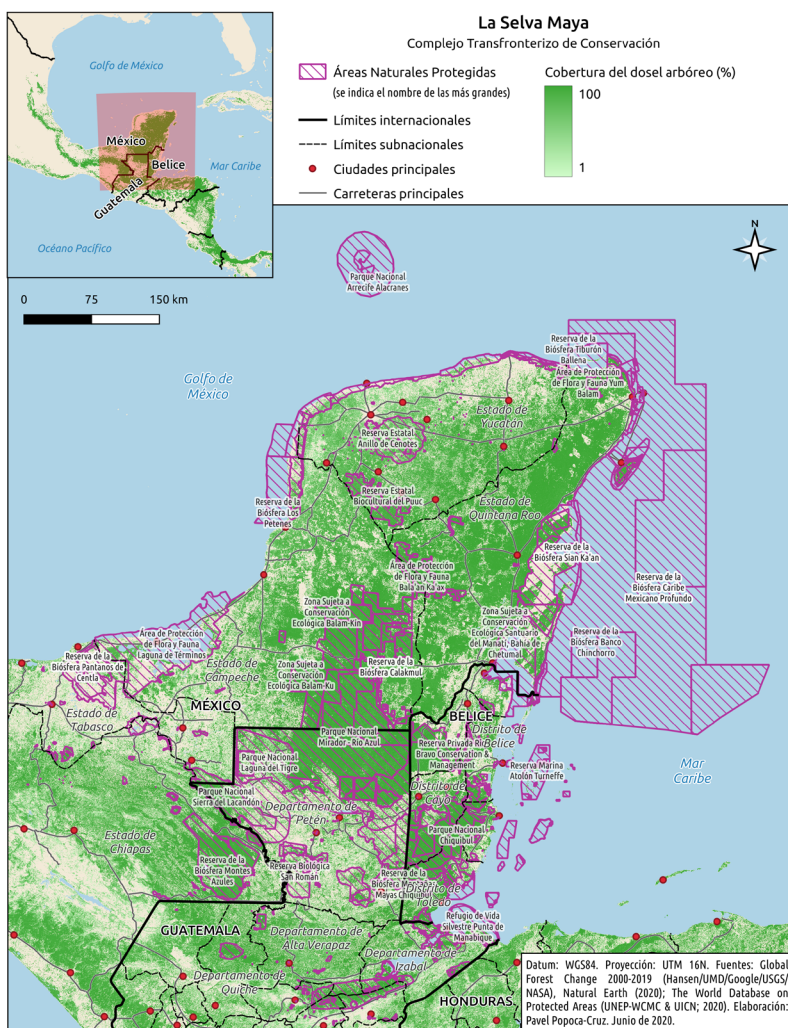 La Selva Maya
Complejo Transfronterizo de Conservación
Áreas Naturales Protegidas
(se indica el nombre de las más grandes)
Límites internacionales
Límites subnacionales
Ciudades principales
Carreteras principales
Cobertura del dosel arbóreo (%)
100
1
Golfo de México
México
Belice
Guatemala
Mar Caribe
Océano Pacífico
N
0 75 150 km
Parque Nacional
Arrecife Alacranes
Golfo de
México
Reserva de la
Biósfera Tiburón
Ballena
Área de Protección
de Flora y Fauna Yum
Balam
Estado de
Yucatán
Reserva Estatal
Anillo de Cenotes
Reserva Estatal
Biocultural del Puuc
Reserva de la
Biósfera Los
Petenes
Estado de
Quintana Roo
Reserva de la
Biósfera Sian Ka'an
Área de Protección
de Flora y Fauna
Bala'an Ka'ax
Reserva de la
Biósfera Caribe
Mexicano Profundo
Zona Sujeta a
Conservación
Ecológica Balam-Kin
Zona Sujeta a
Conservación
Ecológica Santuario
del Manatí, Bahía de
Chetumal
Reserva de la
Biósfera Banco
Chinchorro
Área de Protección
de Flora y Fauna
Laguna de Términos
Reserva de la
Biósfera Pantanos de
Centla
Estado de
Campeche
Zona Sujeta a
Conservación
Ecológica Balam-Ku
Reserva de la
Biósfera Calakmul
MÉXICO
Estado de
Tabasco
BELICE
Distrito de
Belice
Parque Nacional
Mirador - Rio Azul
Reserva Privada Rio
Bravo Conservation &
Management
Parque Nacional
Laguna del Tigre
Reserva Marina
Atolón Turneffe
Mar
Caribe
Parque Nacional
Sierra del Lacandón
Distrito de
Cayo
Departamento de
Petén
Parque Nacional
Chiquibul
Estado de
Chiapas
Reserva de la
Biósfera Montes
Azules
Reserva Biológica
San Román
Reserva de la
Biósfera Montañas
Mayas Chiquibul
Distrito de
Toledo
Refugio de Vida
Silvestre Punta de
Manabique
GUATEMALA
Departamento de
Alta Verapaz
Departamento de
Izabal
Departamento de
Quiche
HONDURAS
Datum: WGS84. Proyección: UTM 16N. Fuentes: Global
Forest Change 2000-2019 (Hansen/UMD/Google/USGS/
NASA), Natural Earth (2020); The World Database on
Protected Areas (UNEP-WCMC & UICN; 2020). Elaboración:
Pavel Popoca-Cruz. Junio de 2020.